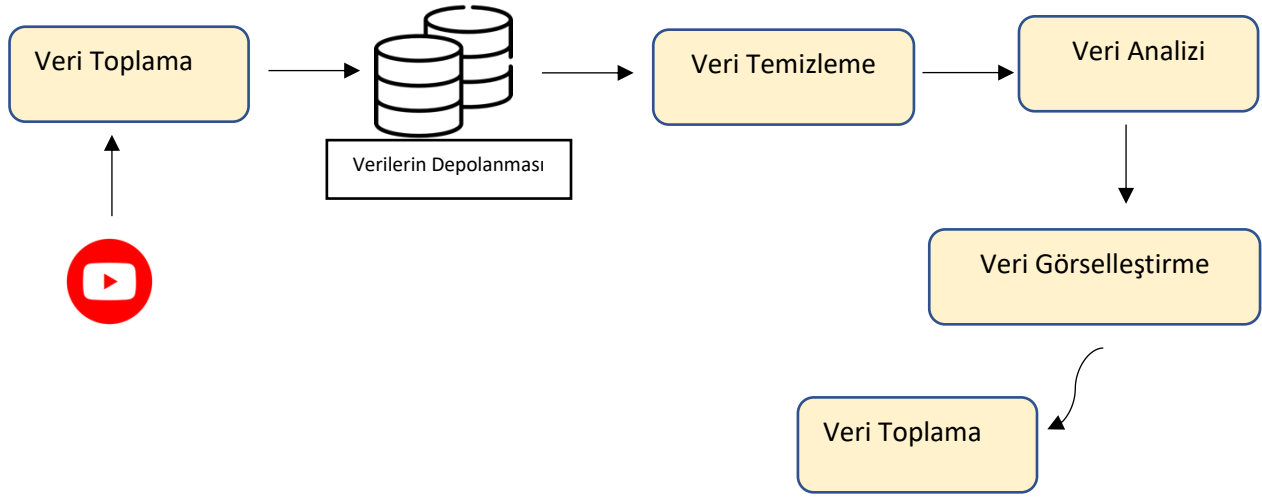 Veri Toplama
Verilerin Depolanması
Veri Temizleme
Veri Analizi
Veri Görselleştirme
Veri Toplama